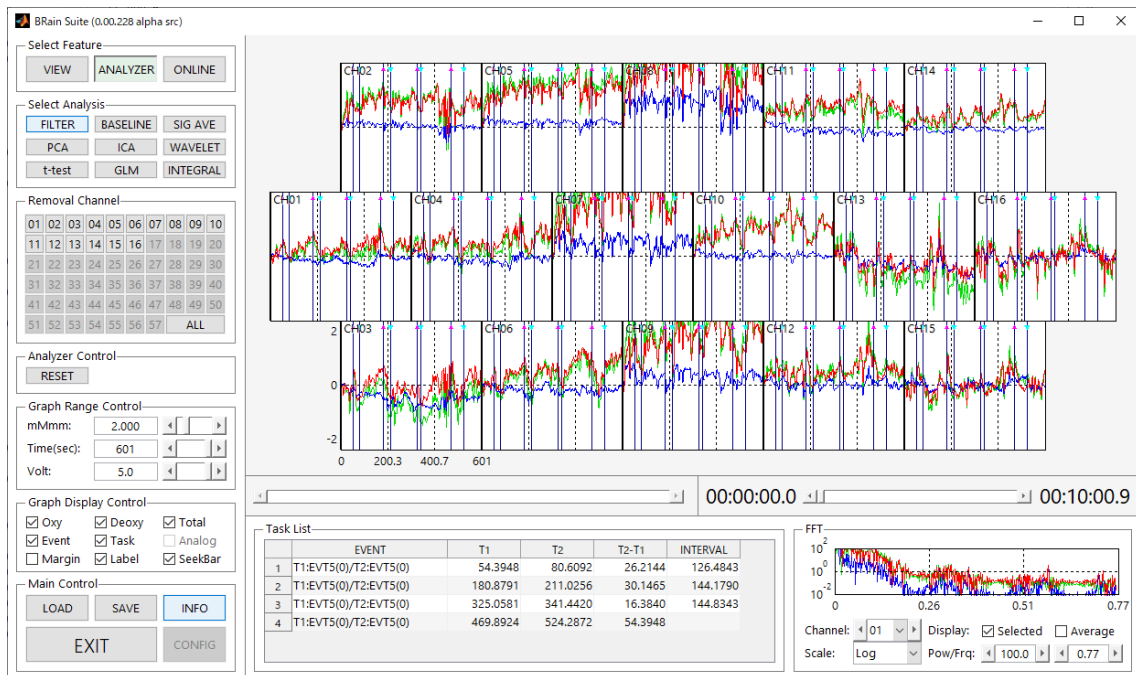 BRain Suite (0.00.228 alpha src)
Select Feature
VIEW ANALYZER ONLINE
Select Analysis
FILTER BASELINE SIG AVE
PCA ICA WAVELET
t-test GLM INTEGRAL
Removal Channel
01 02 03 04 05 06 07 08 09 10
11 12 13 14 15 16 17 18 19 20
21 22 23 24 25 26 27 28 29 30
31 32 33 34 35 36 37 38 39 40
41 42 43 44 45 46 47 48 49 50
51 52 53 54 55 56 57 ALL
Analyzer Control
RESET
Graph Range Control
mMmm: 2.000
Time(sec): 601
Volt: 5.0
Graph Display Control
Oxy Deoxy Total
Event Task Analog
Margin Label SeekBar
Main Control
LOAD SAVE INFO
EXIT CONFIG
CH02 CH05 CH08 CH11 CH14
CH01 CH04 CH07 CH10 CH13 CH16
CH03 CH06 CH09 CH12 CH15
2
0
-2
0 200.3 400.7 601
00:00:00.0 00:10:00.9
Task List
EVENT T1 T2 T2-T1 INTERVAL
1 T1:EVT5(0)/T2:EVT5(0) 54.3948 80.6092 26.2144 126.4843
2 T1:EVT5(0)/T2:EVT5(0) 180.8791 211.0256 30.1465 144.1790
3 T1:EVT5(0)/T2:EVT5(0) 325.0581 341.4420 16.3840 144.8343
4 T1:EVT5(0)/T2:EVT5(0) 469.8924 524.2872 54.3948
FFT
10^2
10^0
10^-2
0 0.26 0.51 0.77
Channel: 01 Display: Selected Average
Scale: Log Pow/Frq: 100.0 0.77